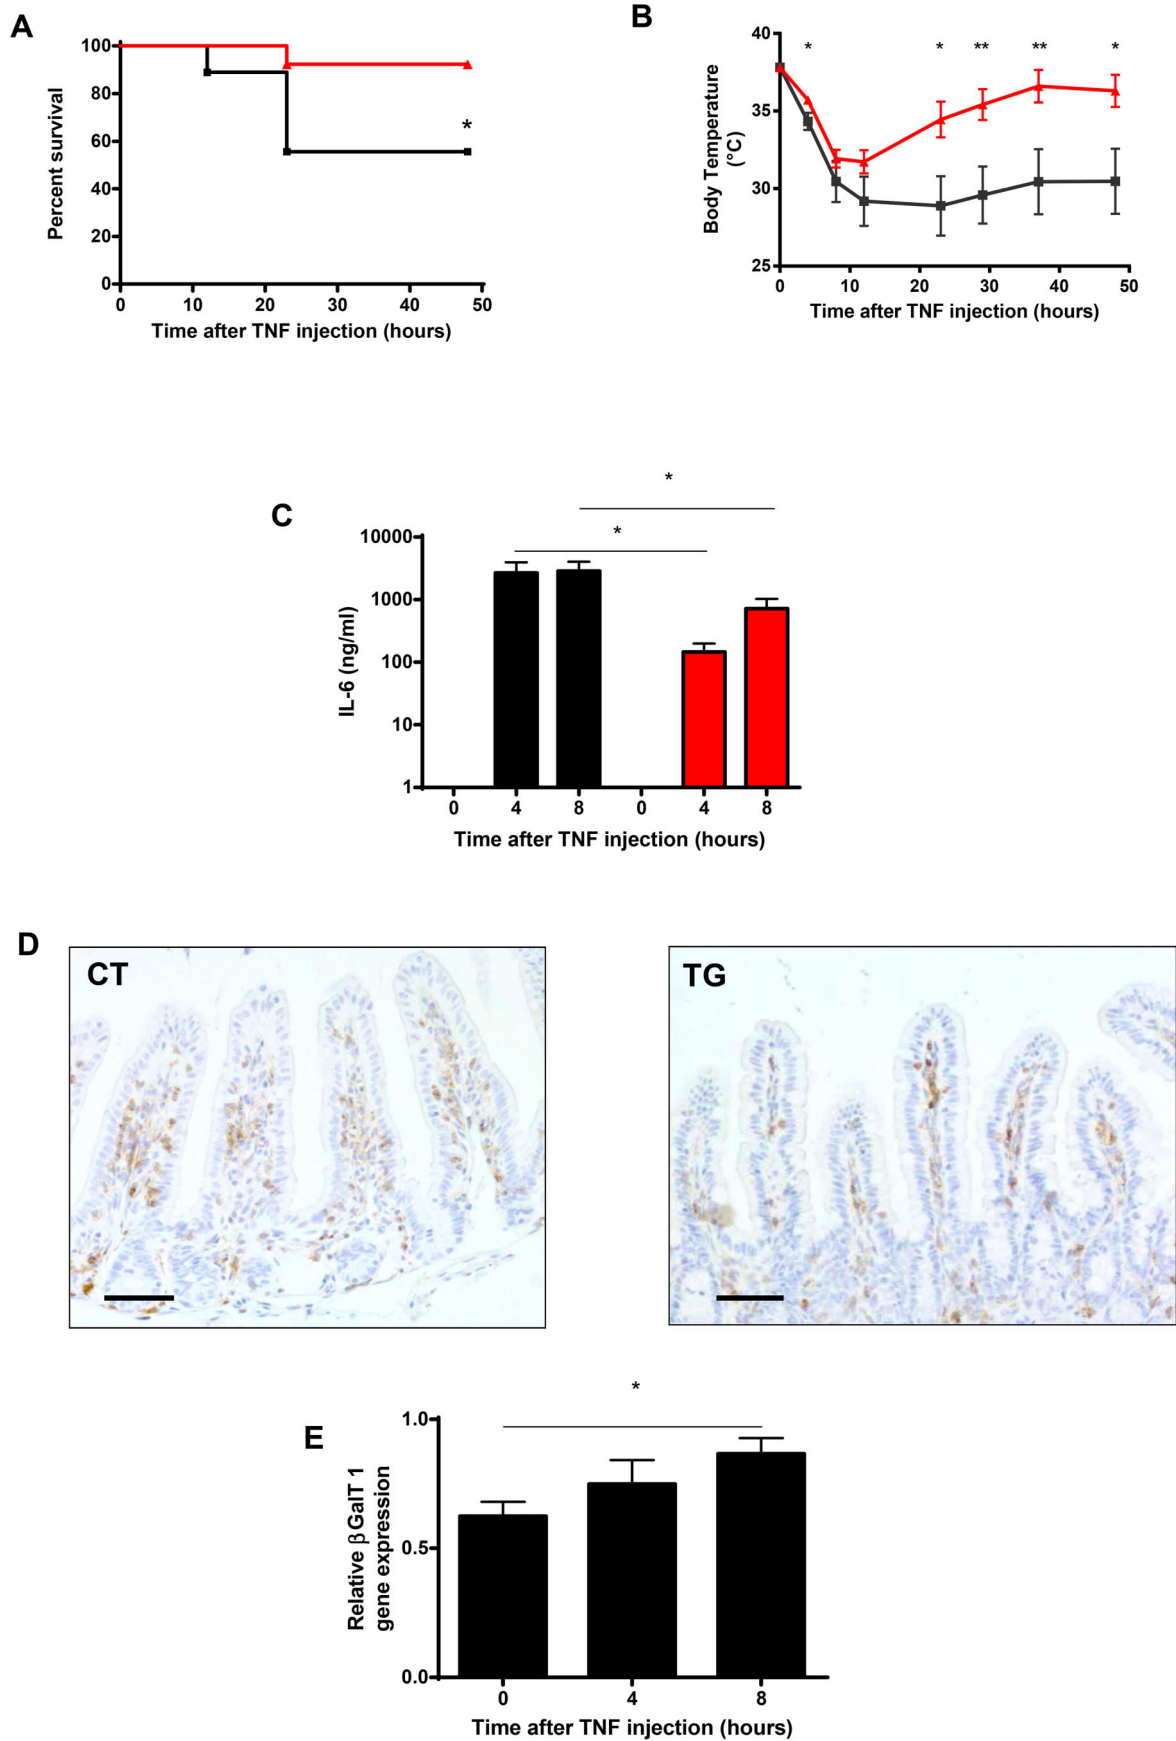 A
Percent survival
100
80
60
40
20
0
*
0 10 20 30 40 50
Time after TNF injection (hours)
B
Body Temperature
(°C)
40
35
30
25
* * ** ** *
0 10 20 30 40 50
Time after TNF injection (hours)
C
IL-6 (ng/ml)
*
*
10000
1000
100
10
1
0 4 8 0 4 8
Time after TNF injection (hours)
D
CT
TG
E
Relative β GalT 1
gene expression
*
1.0
0.5
0.0
0 4 8
Time after TNF injection (hours)